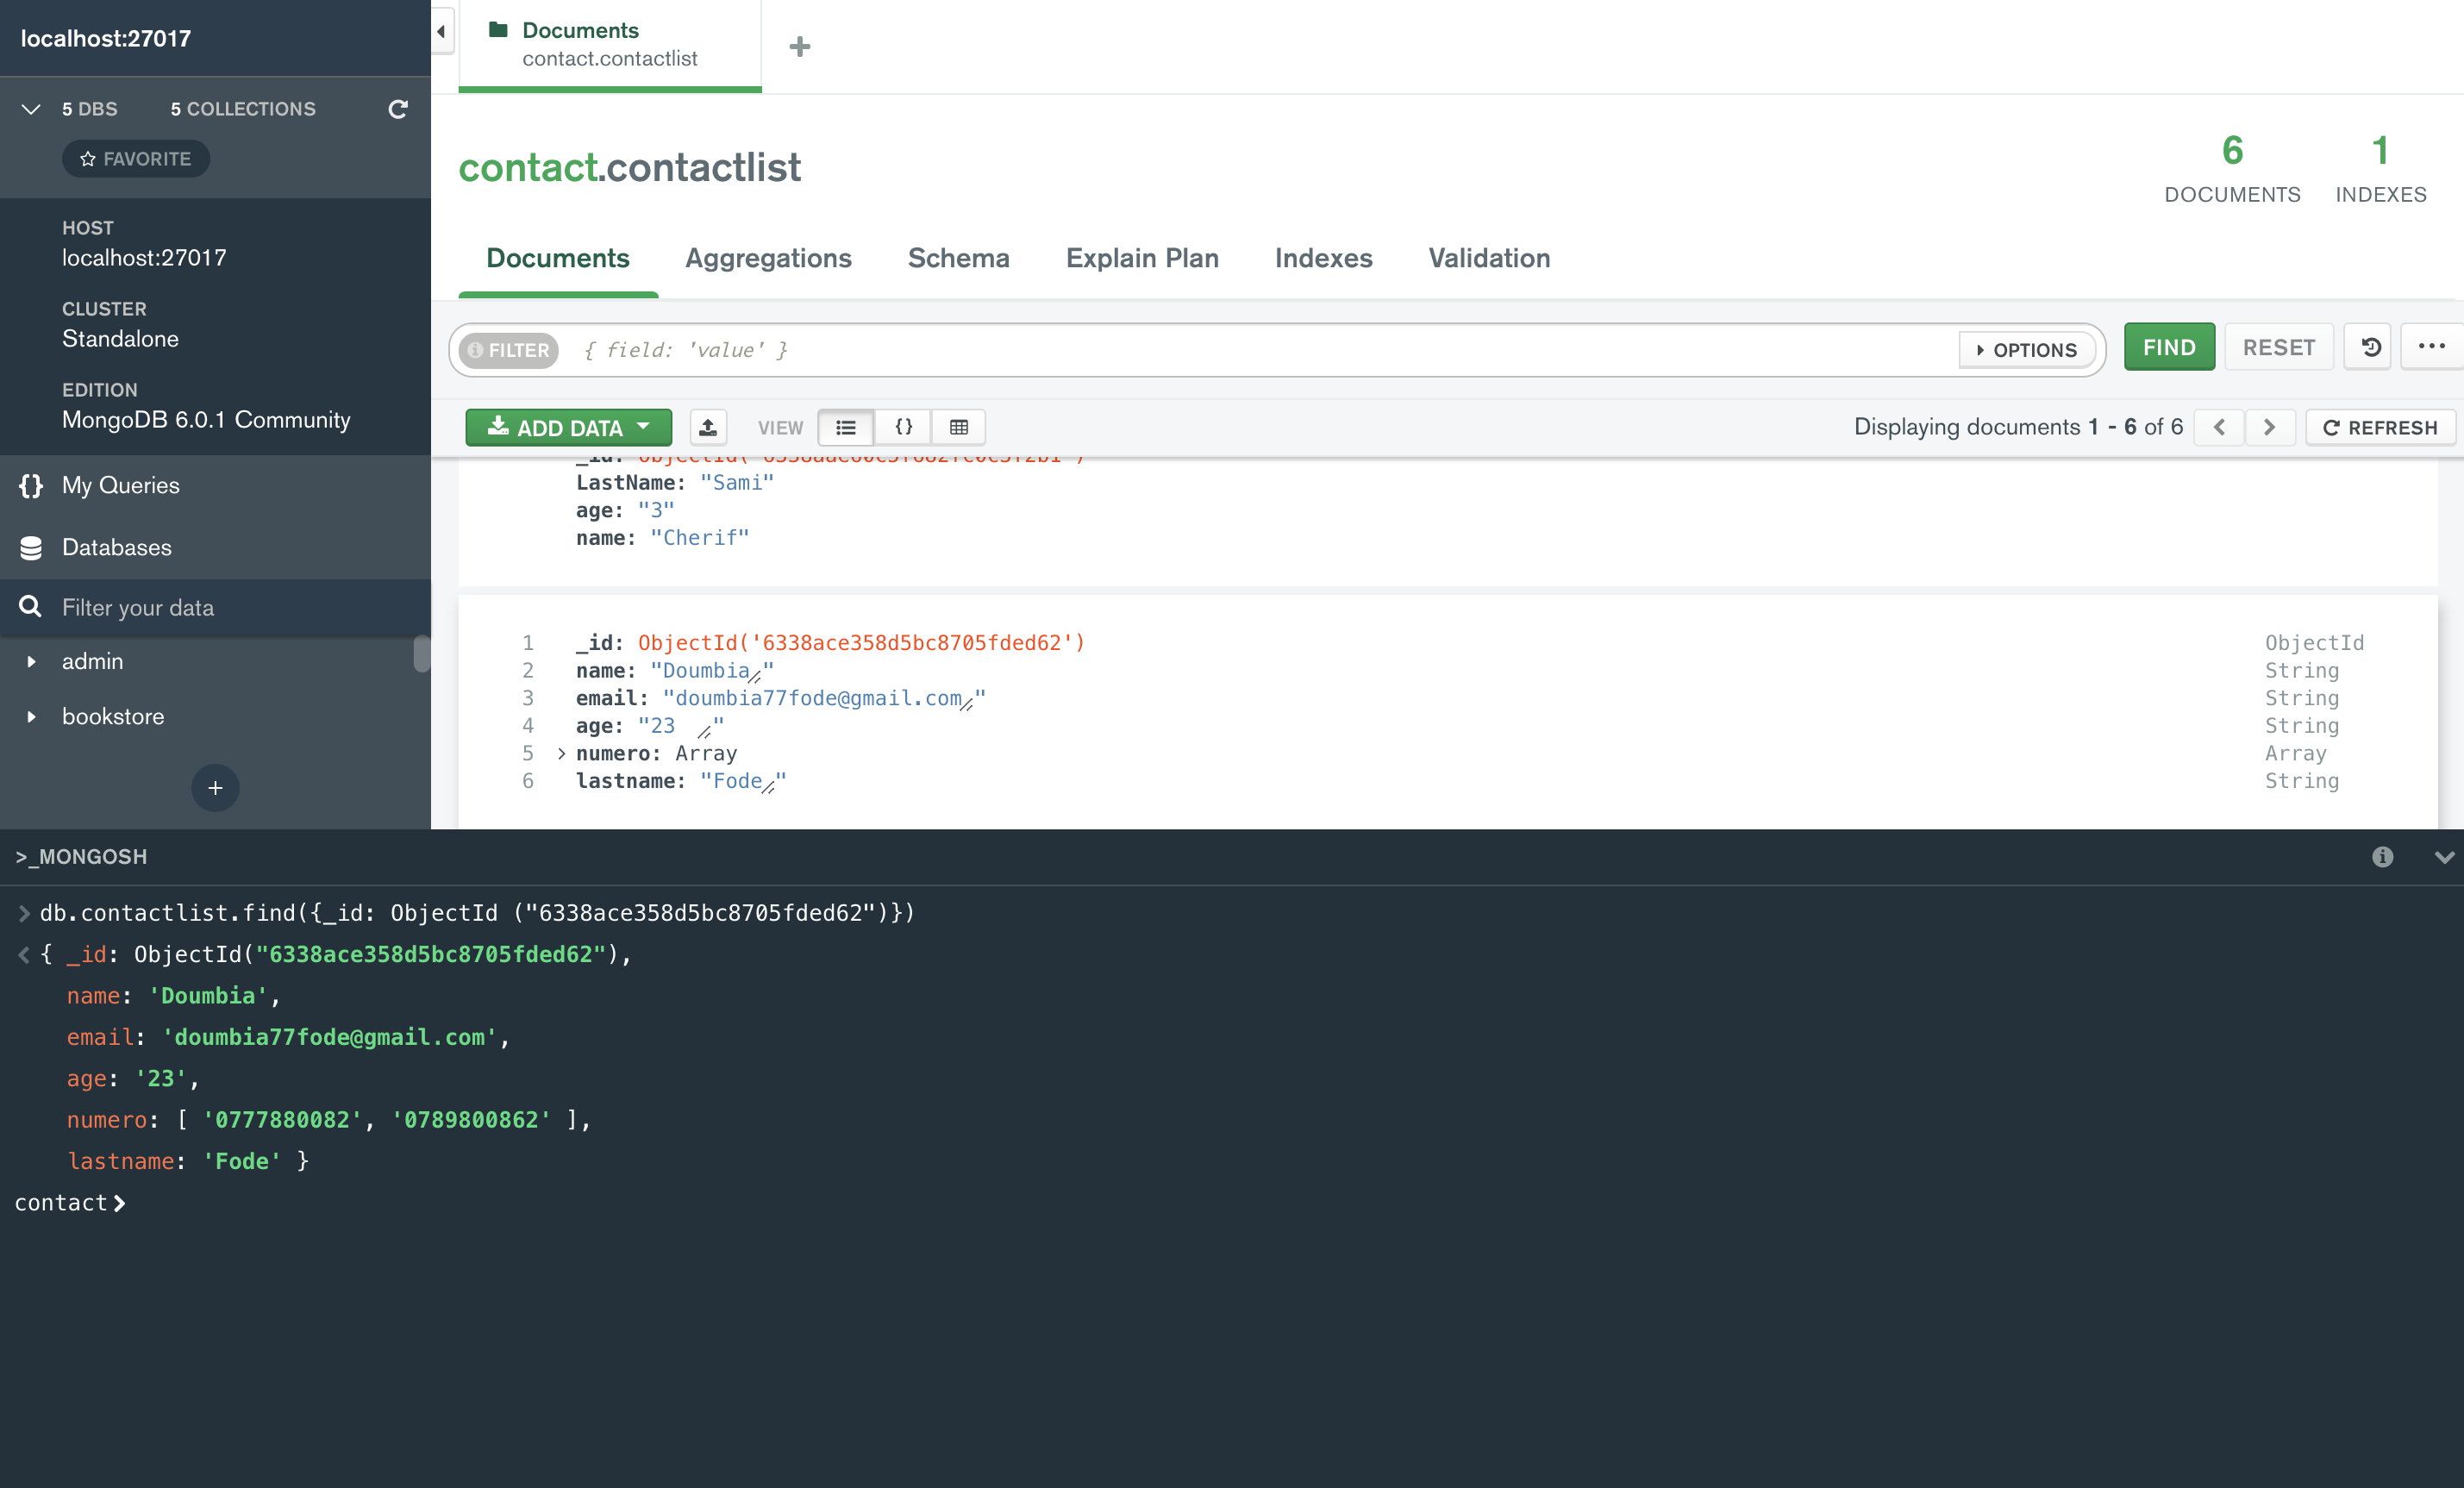 localhost:27017
5 DBS 5 COLLECTIONS
FAVORITE
HOST
localhost:27017
CLUSTER
Standalone
EDITION
MongoDB 6.0.1 Community
My Queries
Databases
Filter your data
admin
bookstore
Documents
contact.contactlist
contact.contactlist
6
DOCUMENTS
1
INDEXES
Documents Aggregations Schema Explain Plan Indexes Validation
FILTER { field: 'value' } OPTIONS FIND RESET
ADD DATA VIEW {} Displaying documents 1 - 6 of 6 REFRESH
LastName: "Sami"
age: "3"
name: "Cherif"
1 _id: ObjectId('6338ace358d5bc8705fded62') ObjectId
2 name: "Doumbia" String
3 email: "doumbia77fode@gmail.com" String
4 age: "23 " String
5 > numero: Array Array
6 lastname: "Fode" String
>_MONGOSH
> db.contactlist.find({_id: ObjectId ("6338ace358d5bc8705fded62")})
< { _id: ObjectId("6338ace358d5bc8705fded62"),
name: 'Doumbia',
email: 'doumbia77fode@gmail.com',
age: '23',
numero: [ '0777880082', '0789800862' ],
lastname: 'Fode' }
contact >